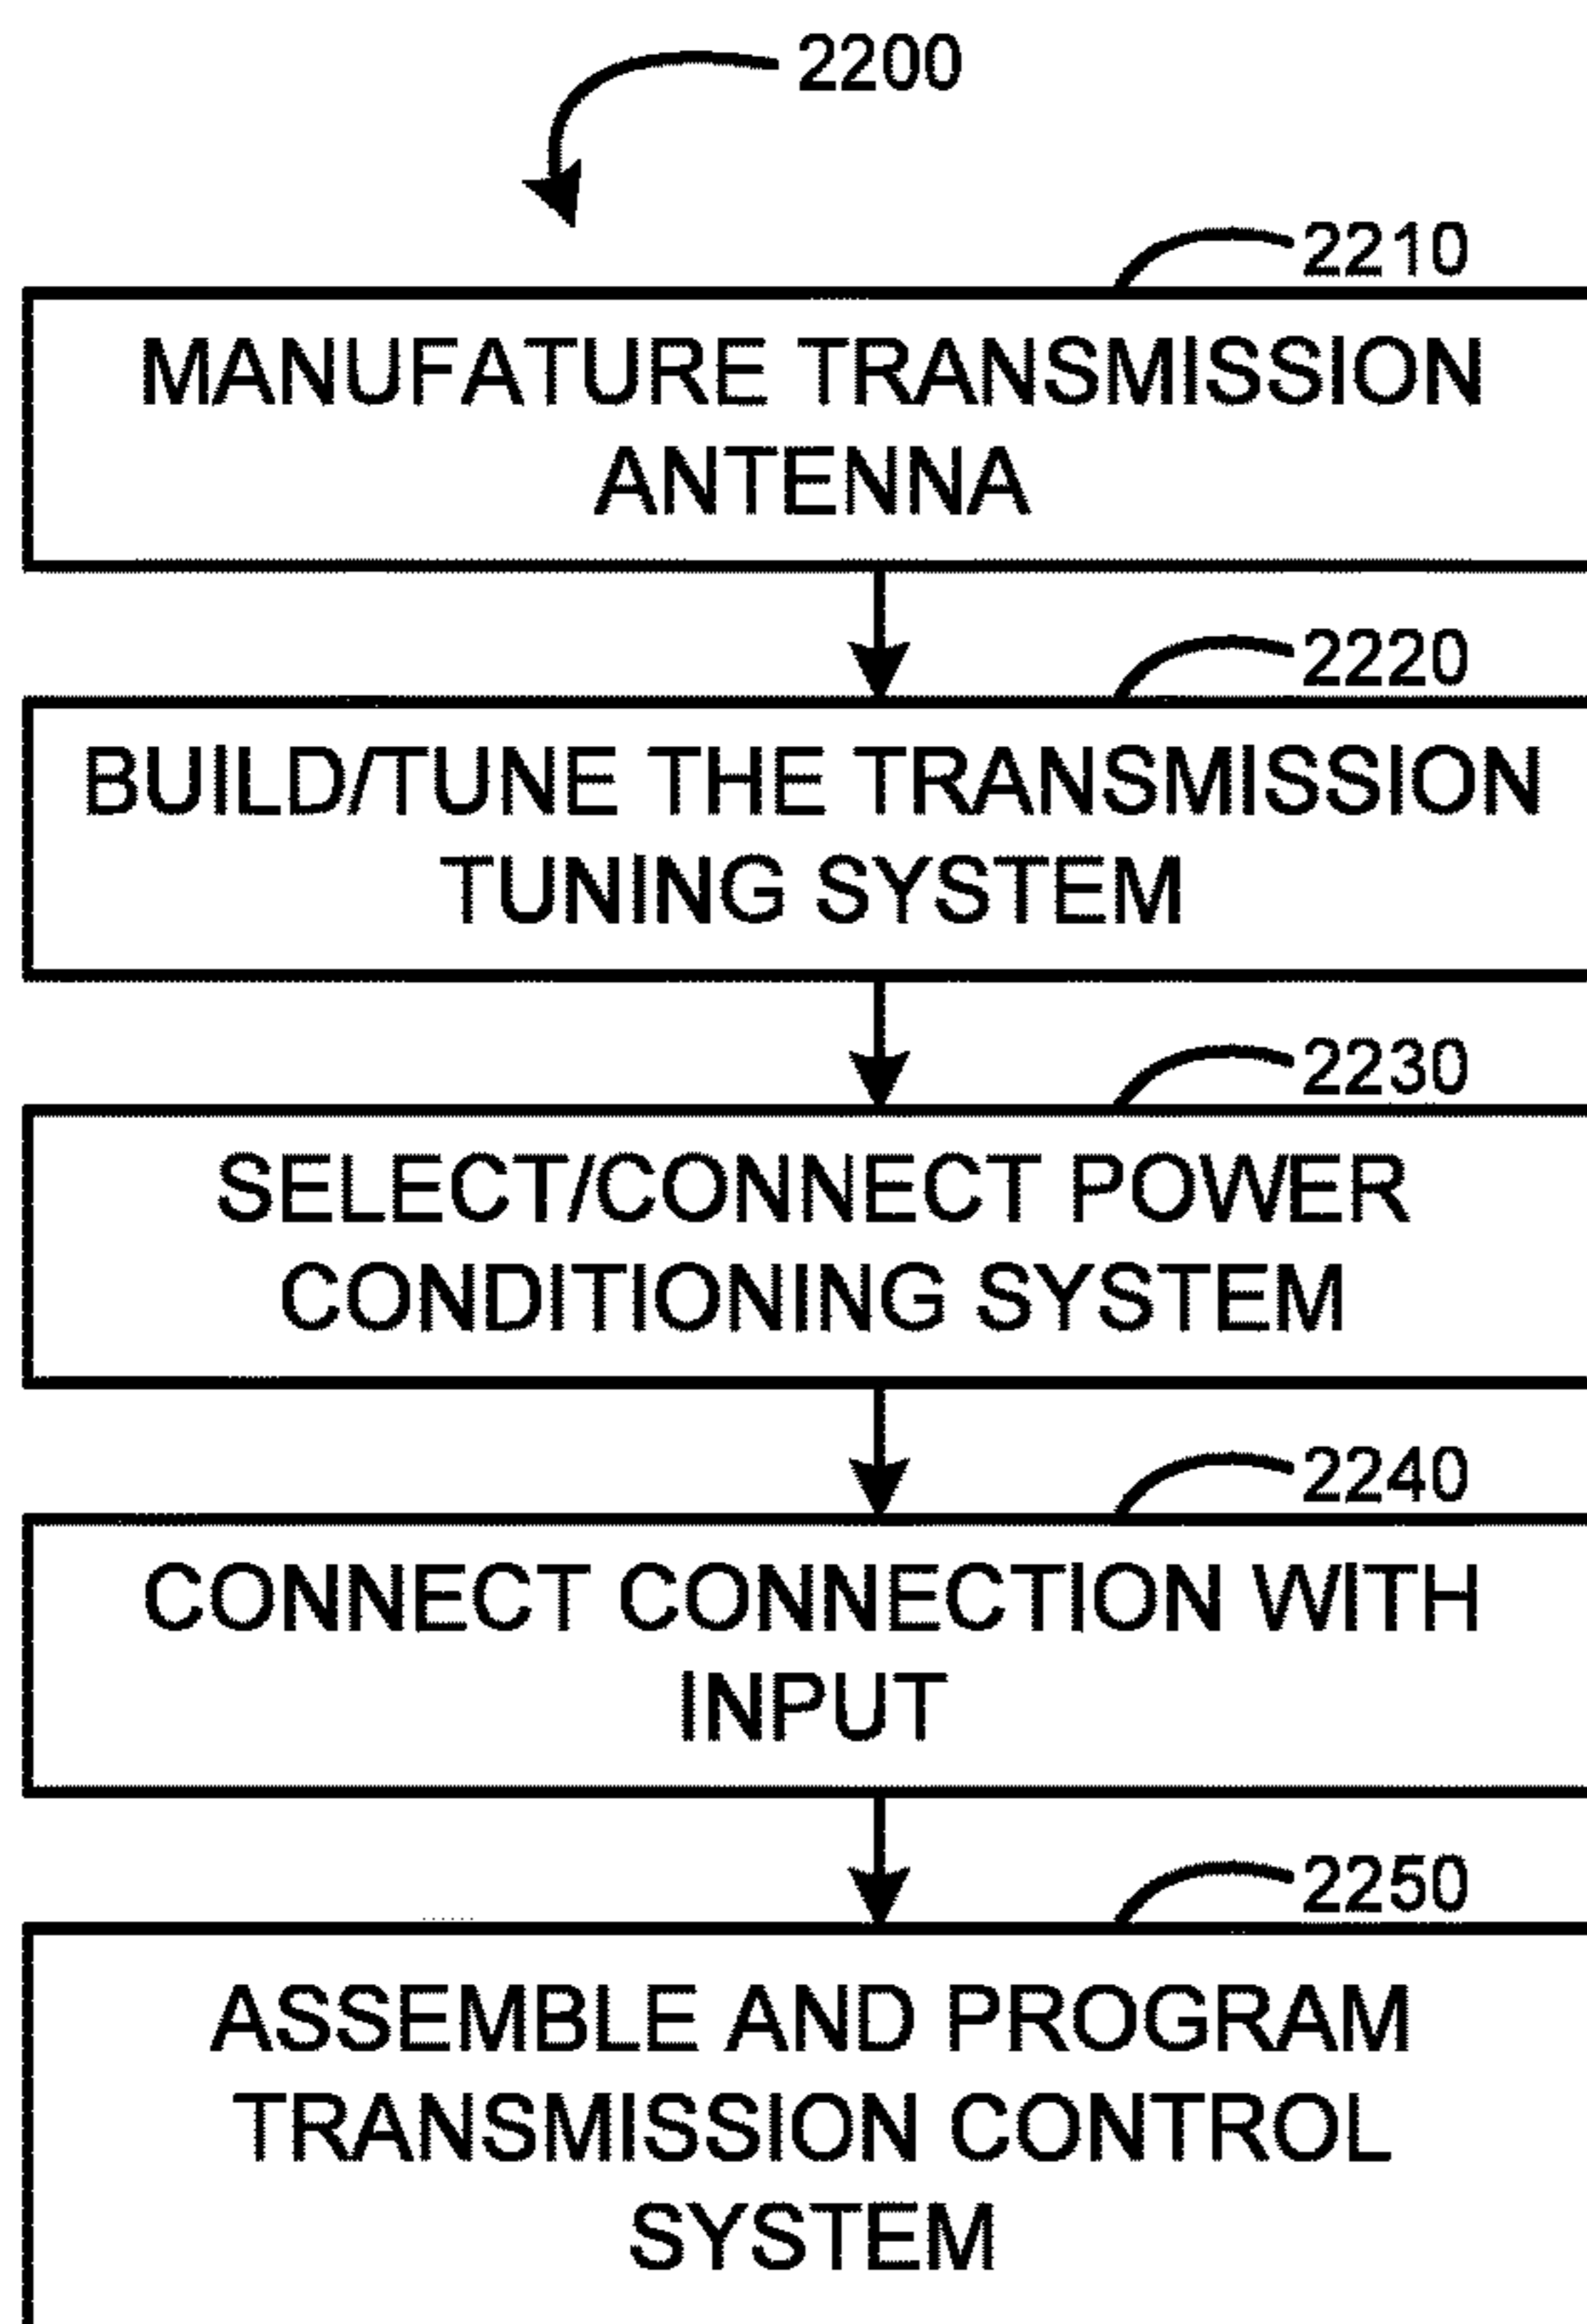 2200
2210
MANUFATURE TRANSMISSION
ANTENNA
2220
BUILD/TUNE THE TRANSMISSION
TUNING SYSTEM
2230
SELECT/CONNECT POWER
CONDITIONING SYSTEM
2240
CONNECT CONNECTION WITH
INPUT
2250
ASSEMBLE AND PROGRAM
TRANSMISSION CONTROL
SYSTEM